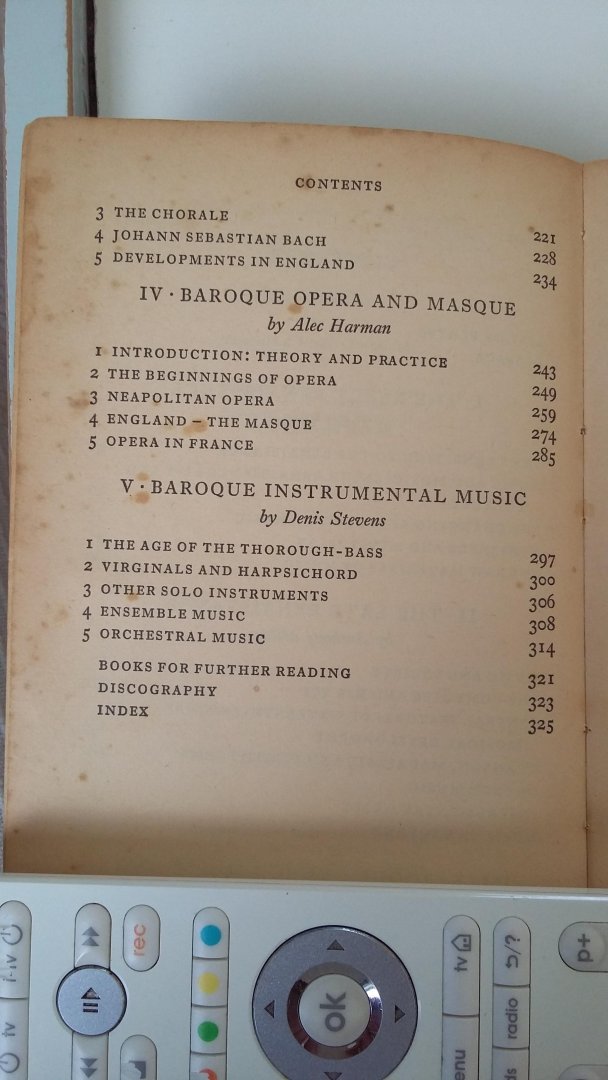 CONTENTS
3 THE CHORALE 221
4 JOHANN SEBASTIAN BACH 228
5 DEVELOPMENTS IN ENGLAND 234
IV · BAROQUE OPERA AND MASQUE
by Alec Harman
1 INTRODUCTION: THEORY AND PRACTICE 243
2 THE BEGINNINGS OF OPERA 249
3 NEAPOLITAN OPERA 259
4 ENGLAND – THE MASQUE 274
5 OPERA IN FRANCE 285
V · BAROQUE INSTRUMENTAL MUSIC
by Denis Stevens
1 THE AGE OF THE THOROUGH-BASS 297
2 VIRGINALS AND HARPSICHORD 300
3 OTHER SOLO INSTRUMENTS 306
4 ENSEMBLE MUSIC 308
5 ORCHESTRAL MUSIC 314
BOOKS FOR FURTHER READING 321
DISCOGRAPHY 323
INDEX 325
tv
rec
ok
tv
radio
?
p+